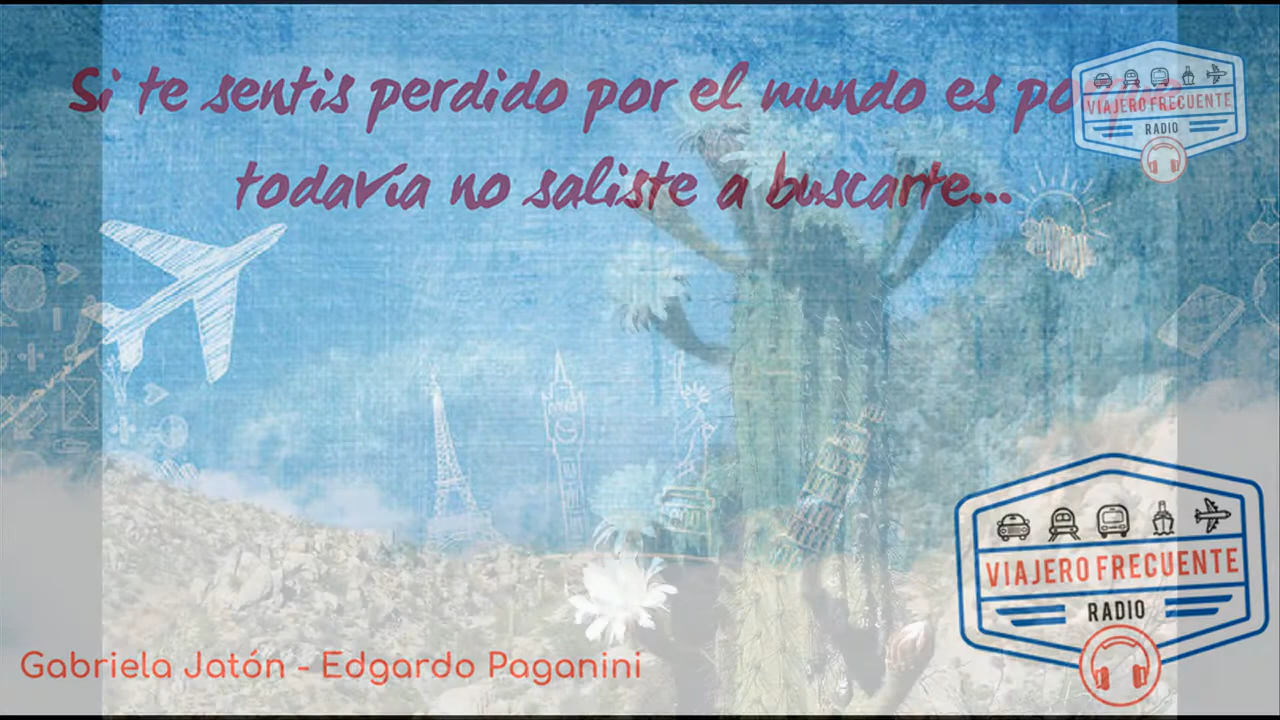 Si te sentis perdido por el mundo es
todavía no saliste a buscarte...
VIAJERO FRECUENTE
RADIO
VIAJERO FRECUENTE
RADIO
Gabriela Jatón - Edgardo Paganini